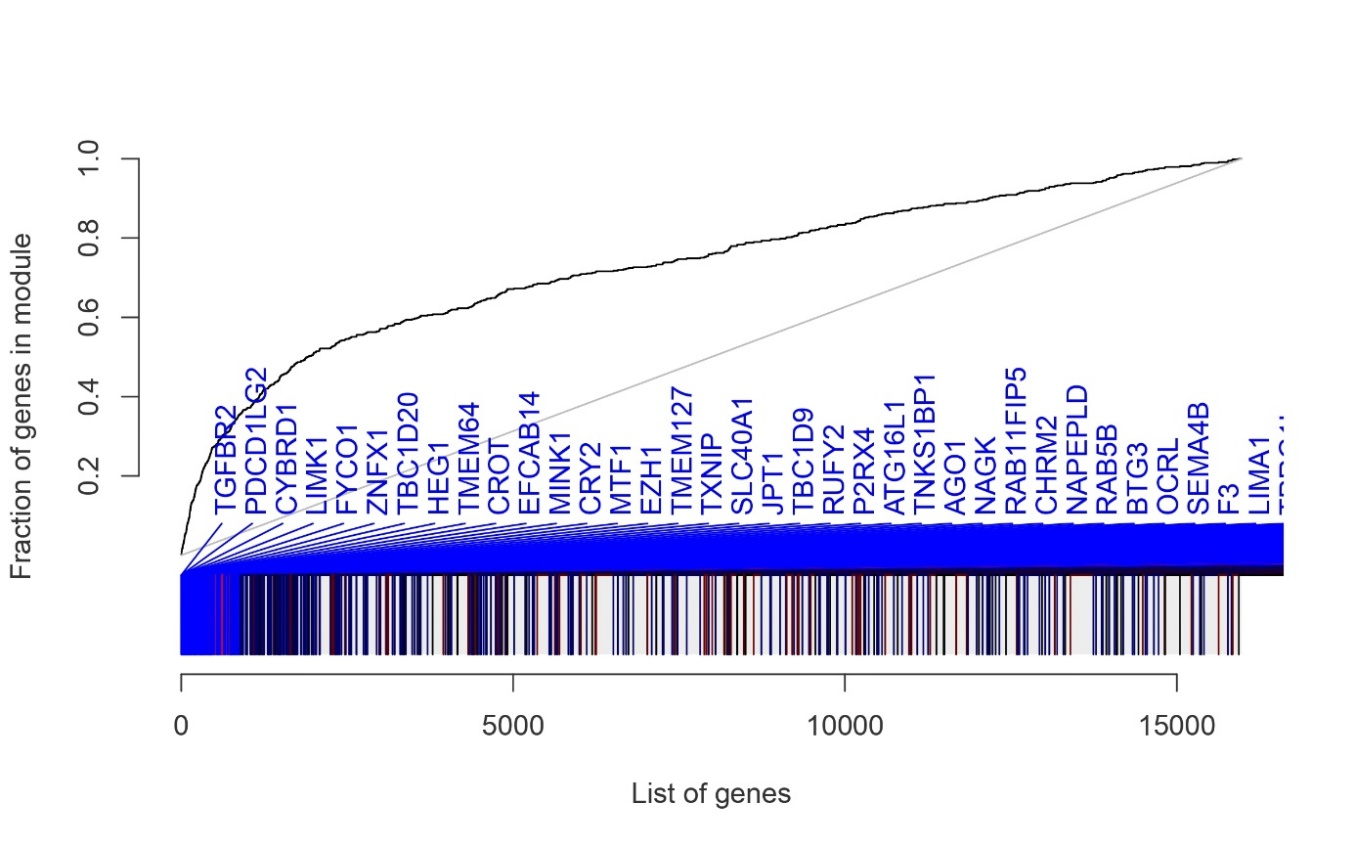 Fraction of genes in module
1.0
0.8
0.6
0.4
0.2
TGFBR2
PDCD1LG2
CYBRD1
LIMK1
FYCO1
ZNFX1
TBC1D20
HEG1
TMEM64
CROT
EFCAB14
MINK1
CRY2
MTF1
EZH1
TMEM127
TXNIP
SLC40A1
JPT1
TBC1D9
RUFY2
P2RX4
ATG16L1
TNKS1BP1
AGO1
NAGK
RAB11FIP5
CHRM2
NAPEPLD
RAB5B
BTG3
OCRL
SEMA4B
F3
LIMA1
0 5000 10000 15000
List of genes